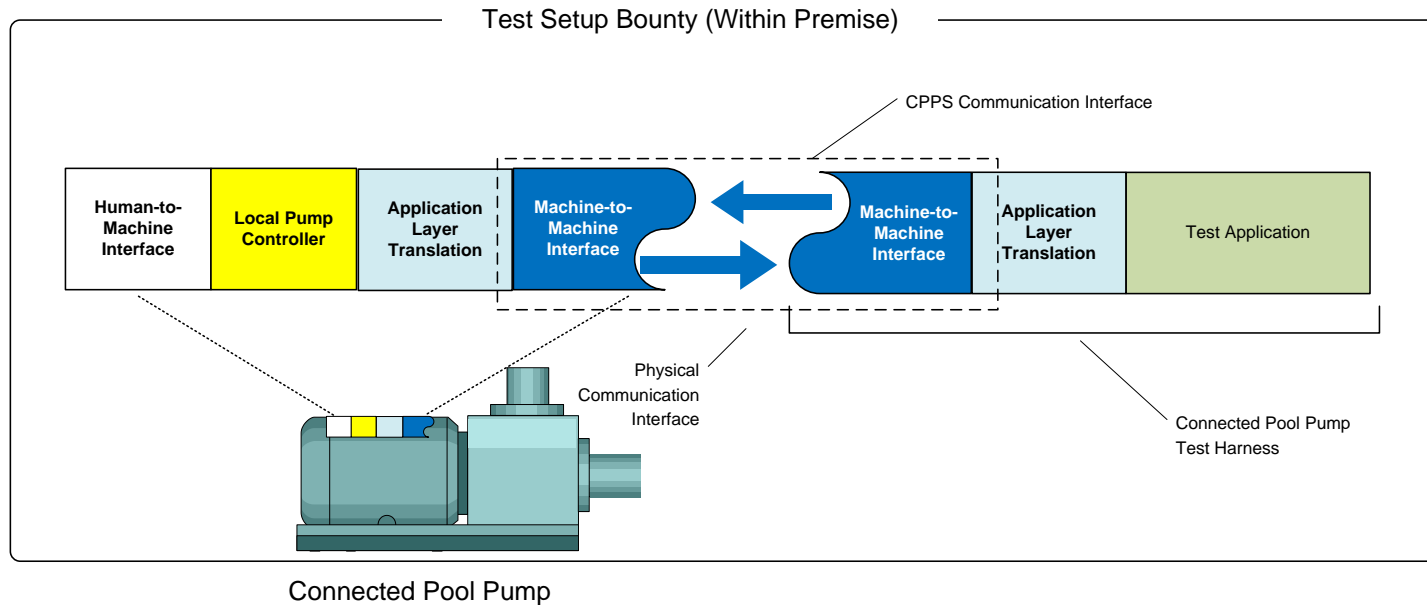 Test Setup Bounty (Within Premise)
CPPS Communication Interface
Human-to-
Machine
Interface
Local Pump
Controller
Application
Layer
Translation
Machine-to-
Machine
Interface
Machine-to-
Machine
Interface
Application
Layer
Translation
Test Application
Physical
Communication
Interface
Connected Pool Pump
Test Harness
Connected Pool Pump